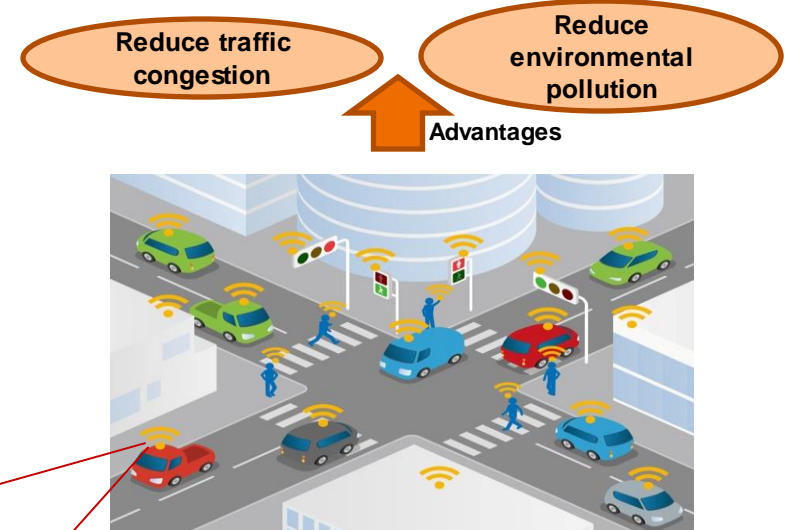 Reduce traffic
congestion
Reduce
environmental
pollution
Advantages